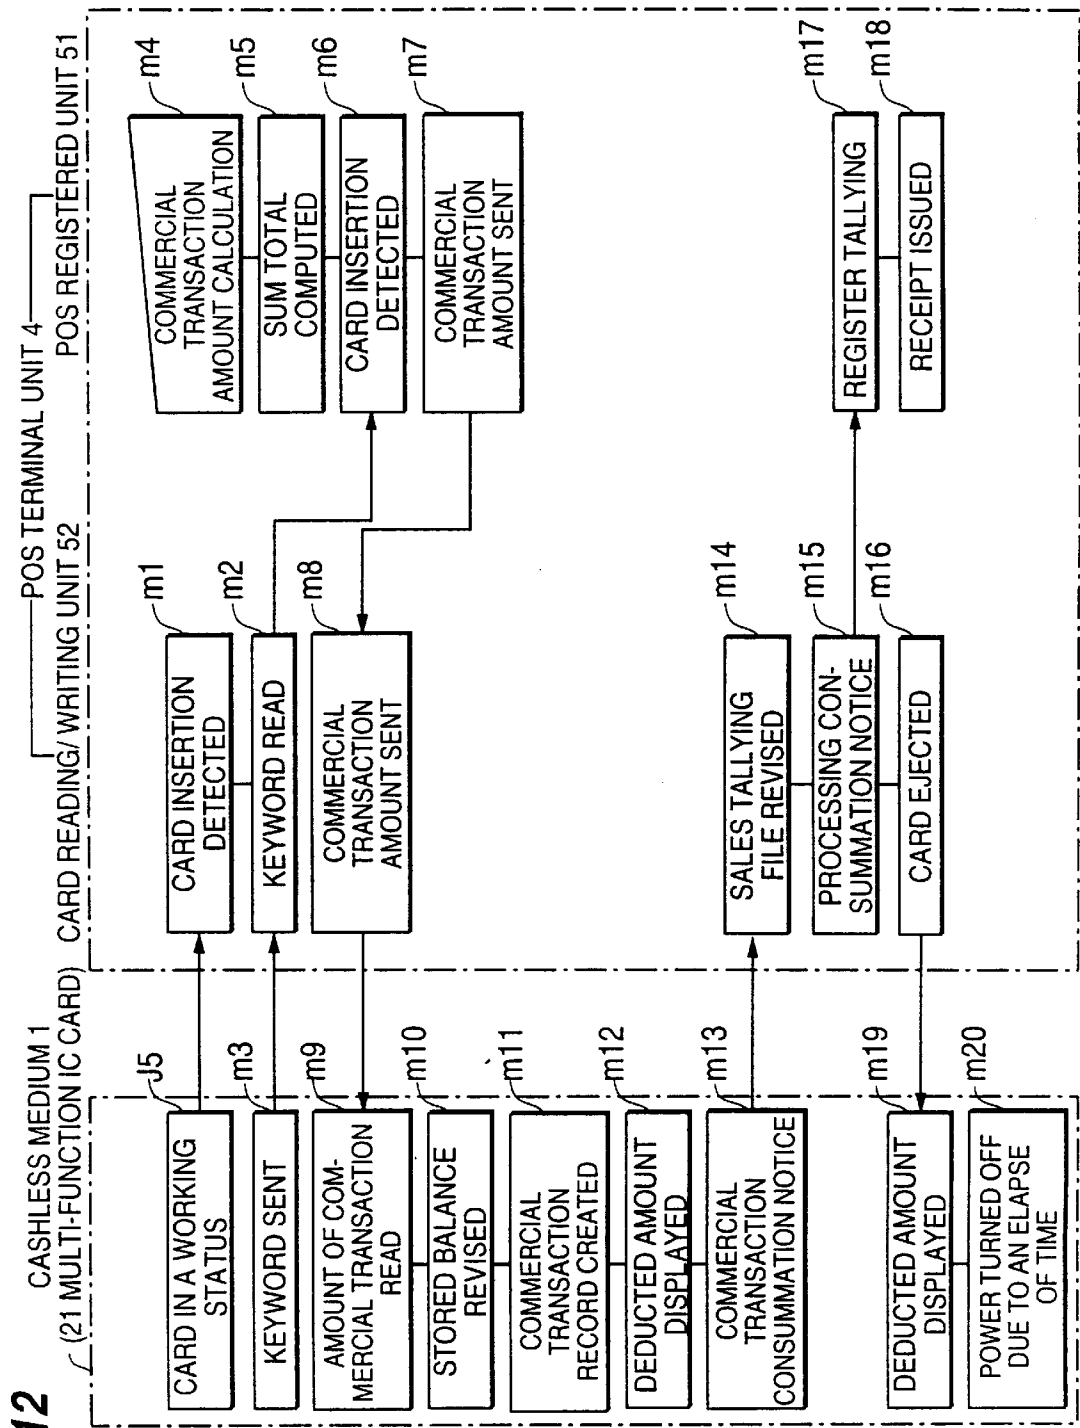 12
CASHLESS MEDIUM 1
(21 MULTI-FUNCTION IC CARD)
POS TERMINAL UNIT 4
CARD READING/WRITING UNIT 52
POS REGISTERED UNIT 51
CARD IN A WORKING
STATUS
J5
KEYWORD SENT
m3
AMOUNT OF COM-
MERCIAL TRANSACTION
READ
m9
STORED BALANCE
REVISED
m10
COMMERCIAL
TRANSACTION
RECORD CREATED
m11
DEDUCTED AMOUNT
DISPLAYED
m12
COMMERCIAL
TRANSACTION
CONSUMMATION NOTICE
m13
DEDUCTED AMOUNT
DISPLAYED
m19
POWER TURNED OFF
DUE TO AN ELAPSE
OF TIME
m20
CARD INSERTION
DETECTED
m1
KEYWORD READ
m2
COMMERCIAL
TRANSACTION
AMOUNT SENT
m8
SALES TALLYING
FILE REVISED
m14
PROCESSING CON-
SUMMATION NOTICE
m15
CARD EJECTED
m16
COMMERCIAL
TRANSACTION
AMOUNT CALCULATION
m4
SUM TOTAL
COMPUTED
m5
CARD INSERTION
DETECTED
m6
COMMERCIAL
TRANSACTION
AMOUNT SENT
m7
REGISTER TALLYING
m17
RECEIPT ISSUED
m18